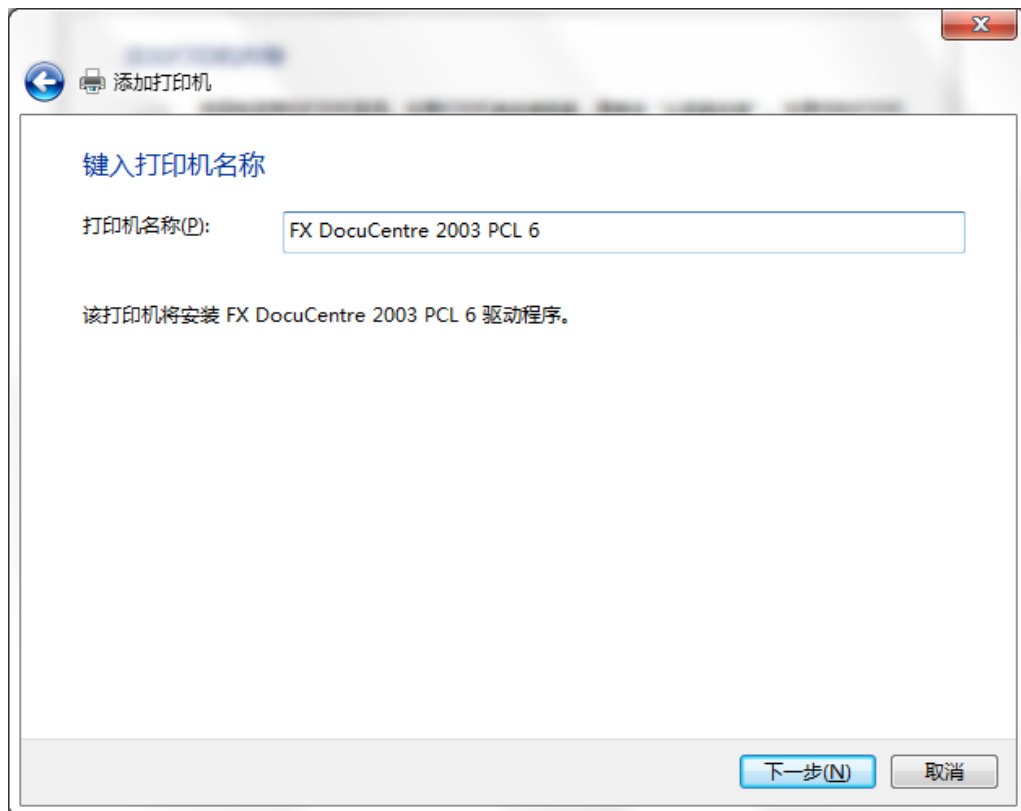 添加打印机
键入打印机名称
打印机名称(P):
FX DocuCentre 2003 PCL 6
该打印机将安装 FX DocuCentre 2003 PCL 6 驱动程序。
下一步(N)
取消